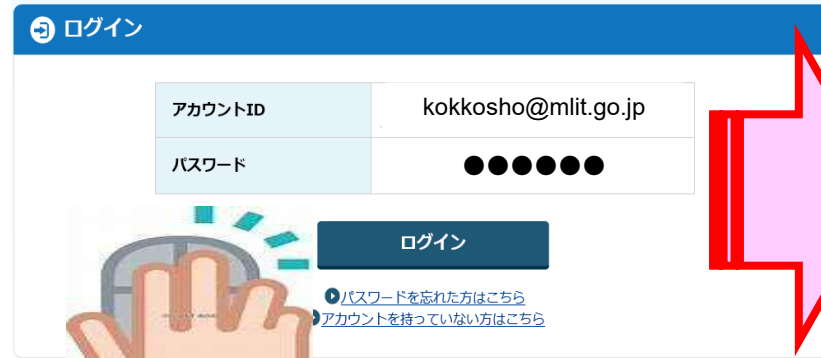 ログイン
アカウントID
kokkosho@mlit.go.jp
パスワード
●●●●●●
ログイン
パスワードを忘れた方はこちら
アカウントを持っていない方はこちら